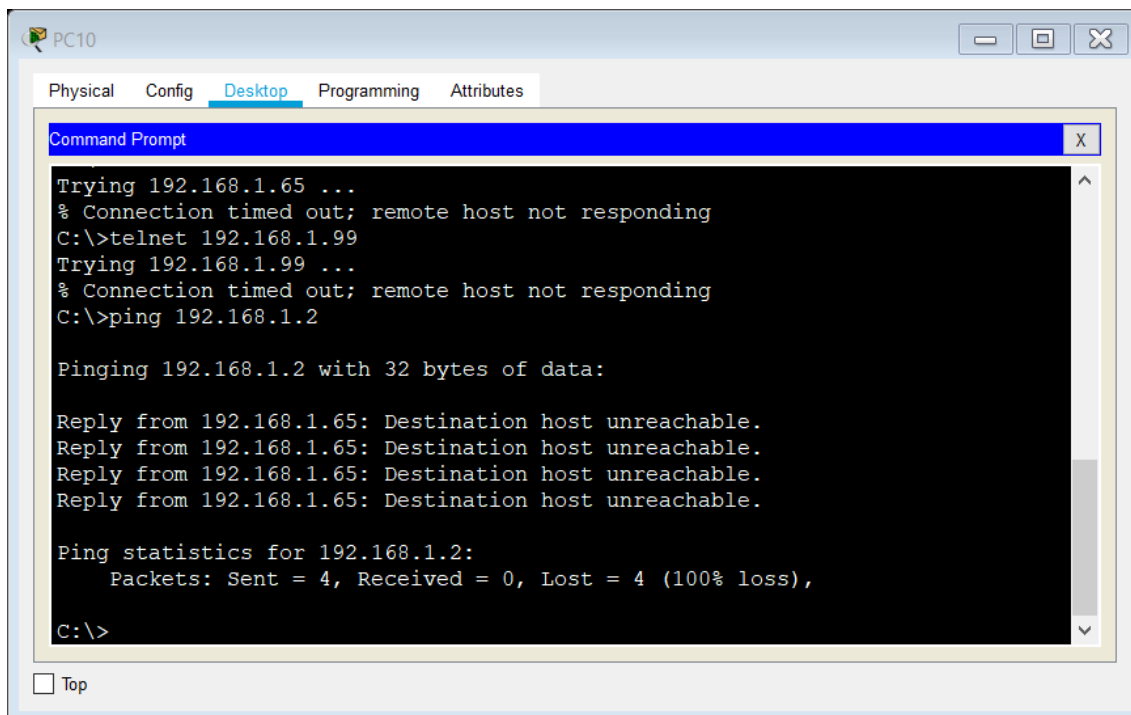 PC10
Physical Config Desktop Programming Attributes
Command Prompt
X
Trying 192.168.1.65 ...
% Connection timed out; remote host not responding
C:\>telnet 192.168.1.99
Trying 192.168.1.99 ...
% Connection timed out; remote host not responding
C:\>ping 192.168.1.2
Pinging 192.168.1.2 with 32 bytes of data:
Reply from 192.168.1.65: Destination host unreachable.
Reply from 192.168.1.65: Destination host unreachable.
Reply from 192.168.1.65: Destination host unreachable.
Reply from 192.168.1.65: Destination host unreachable.
Ping statistics for 192.168.1.2:
Packets: Sent = 4, Received = 0, Lost = 4 (100% loss),
C:\>
Top